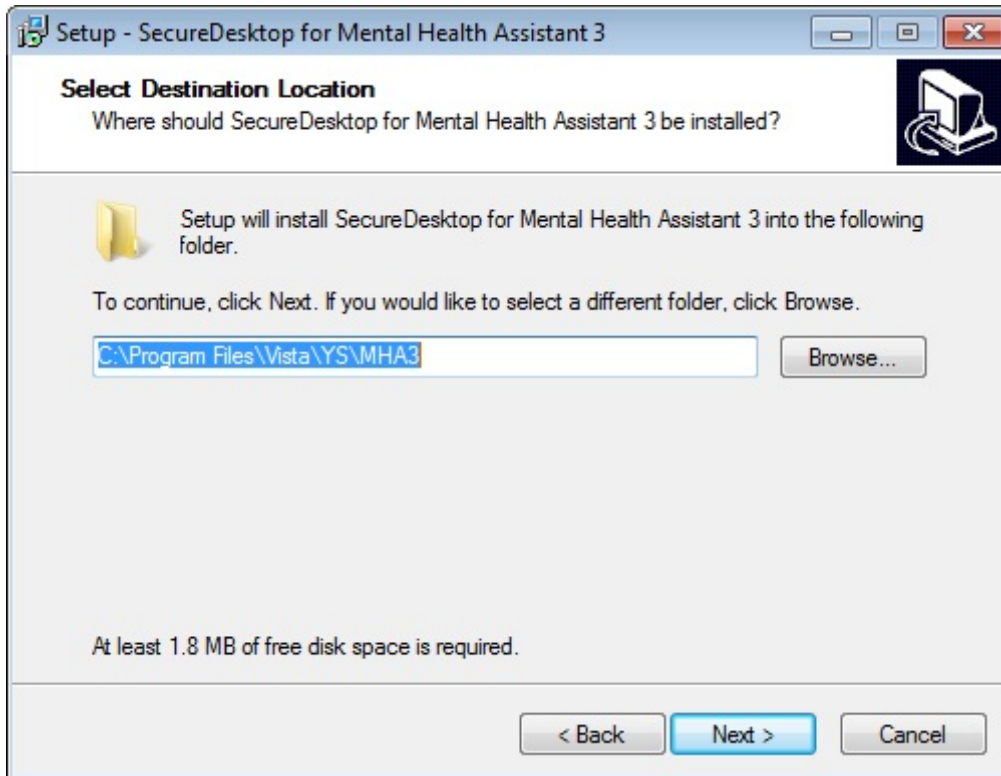 Setup - SecureDesktop for Mental Health Assistant 3
Select Destination Location
Where should SecureDesktop for Mental Health Assistant 3 be installed?
Setup will install SecureDesktop for Mental Health Assistant 3 into the following
folder.
To continue, click Next. If you would like to select a different folder, click Browse.
C:\Program Files\Vista\YS\MHA3
Browse...
At least 1.8 MB of free disk space is required.
< Back
Next >
Cancel